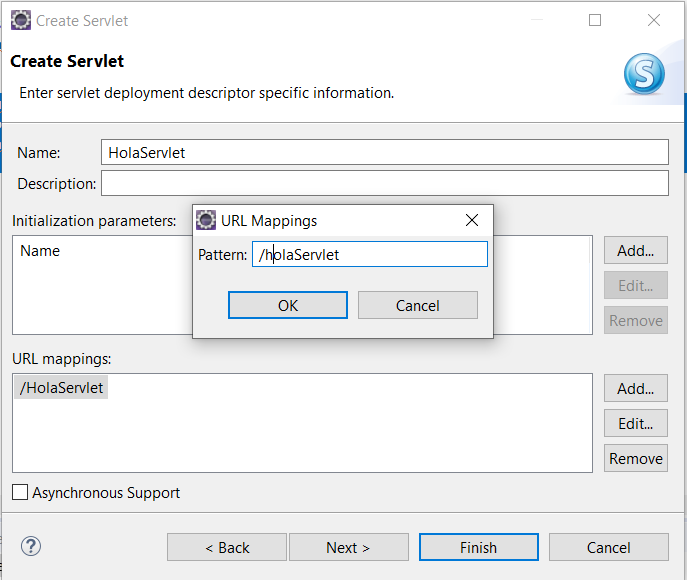 Create Servlet
Create Servlet
Enter servlet deployment descriptor specific information.
S
Name: HolaServlet
Description:
Initialization parameters:
Name
Add...
Edit...
Remove
URL Mappings
Pattern: /holaServlet
OK Cancel
URL mappings:
/HolaServlet
Add...
Edit...
Remove
Asynchronous Support
? < Back Next > Finish Cancel